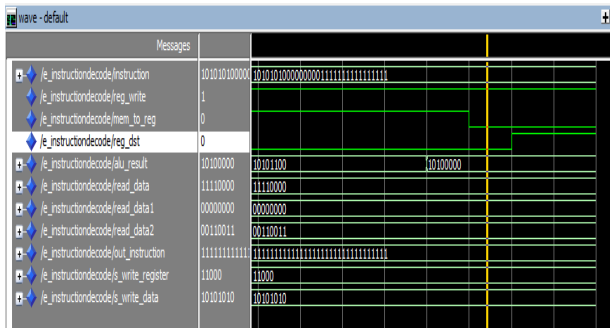 wave - default
Messages
/e_instructiondecode/instruction 101010100000 10101010000000001111111111111111
/e_instructiondecode/reg_write 1
/e_instructiondecode/mem_to_reg 0
/e_instructiondecode/reg_dst 0
/e_instructiondecode/alu_result 10100000 10101100 10100000
/e_instructiondecode/read_data 11110000 11110000
/e_instructiondecode/read_data1 00000000 00000000
/e_instructiondecode/read_data2 00110011 00110011
/e_instructiondecode/out_instruction 111111111111 11111111111111111111111111111111
/e_instructiondecode/s_write_register 11000 11000
/e_instructiondecode/s_write_data 10101010 10101010